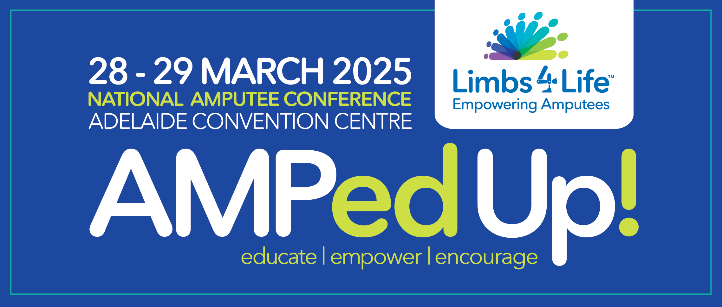 28 - 29 MARCH 2025
NATIONAL AMPUTEE CONFERENCE
ADELAIDE CONVENTION CENTRE
Limbs 4 Life™
Empowering Amputees
AMPed Up!
educate | empower | encourage